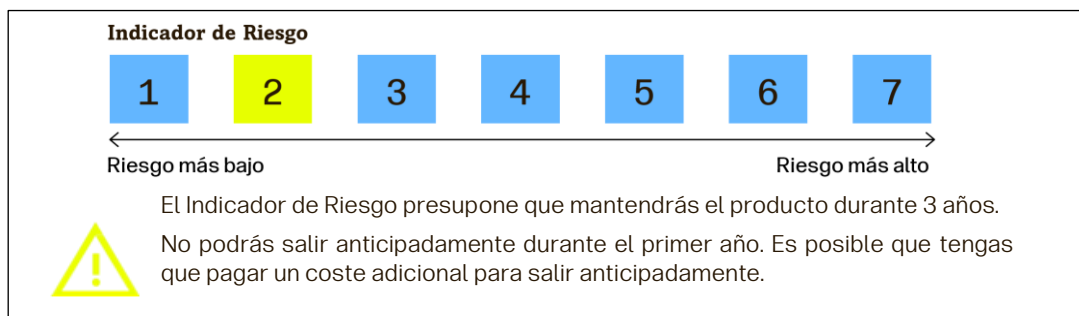 Indicador de Riesgo
1 2 3 4 5 6 7
Riesgo más bajo Riesgo más alto
El Indicador de Riesgo presupone que mantendrás el producto durante 3 años.
No podrás salir anticipadamente durante el primer año. Es posible que tengas
que pagar un coste adicional para salir anticipadamente.